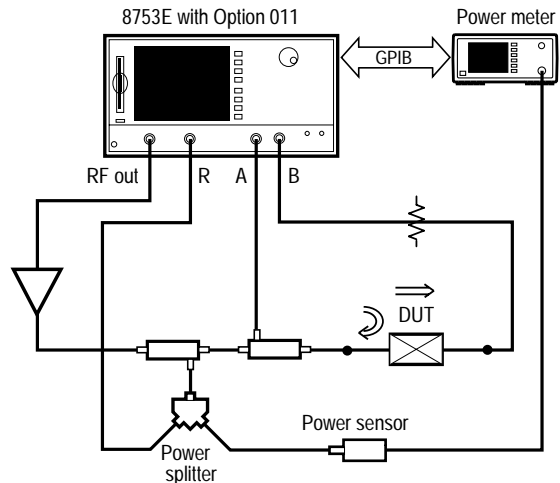 8753E with Option 011
Power meter
GPIB
RF out
R
A
B
DUT
Power sensor
Power
splitter